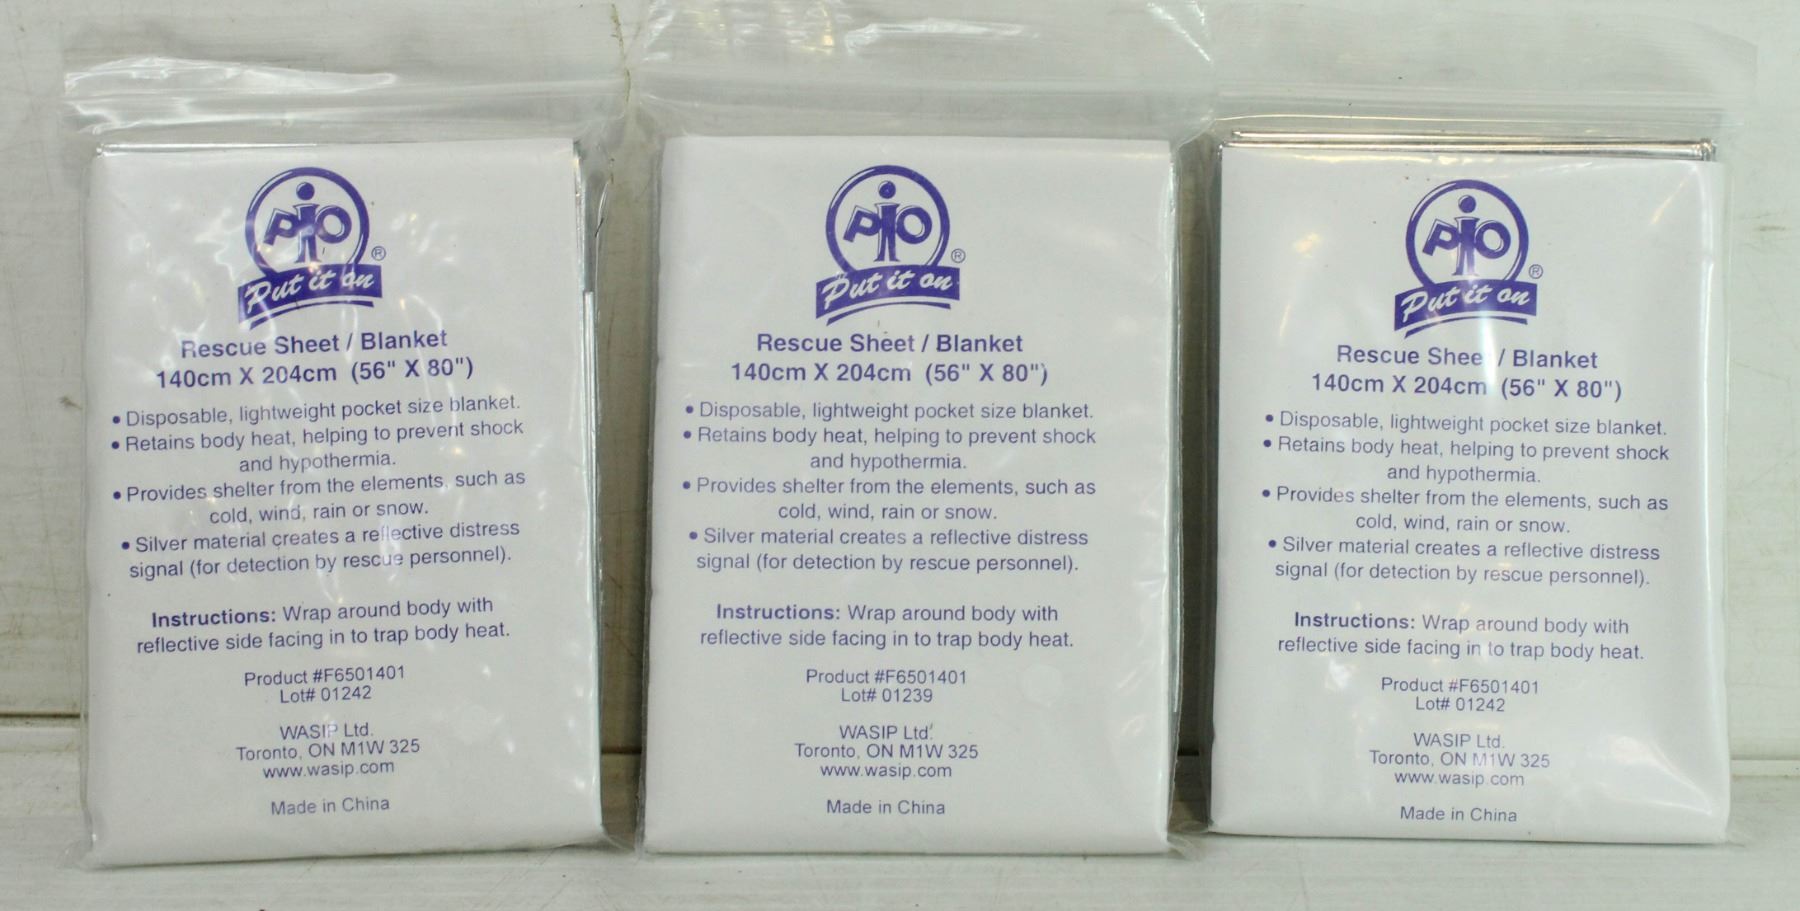 PiO
®
Put it on
Rescue Sheet / Blanket
140cm X 204cm (56" X 80")
• Disposable, lightweight pocket size blanket.
• Retains body heat, helping to prevent shock
and hypothermia.
• Provides shelter from the elements, such as
cold, wind, rain or snow.
• Silver material creates a reflective distress
signal (for detection by rescue personnel).
Instructions: Wrap around body with
reflective side facing in to trap body heat.
Product #F6501401
Lot# 01242
WASIP Ltd.
Toronto, ON M1W 325
www.wasip.com
Made in China
PiO
®
Put it on
Rescue Sheet / Blanket
140cm X 204cm (56" X 80")
• Disposable, lightweight pocket size blanket.
• Retains body heat, helping to prevent shock
and hypothermia.
• Provides shelter from the elements, such as
cold, wind, rain or snow.
• Silver material creates a reflective distress
signal (for detection by rescue personnel).
Instructions: Wrap around body with
reflective side facing in to trap body heat.
Product #F6501401
Lot# 01239
WASIP Ltd.
Toronto, ON M1W 325
www.wasip.com
Made in China
PiO
®
Put it on
Rescue Sheet / Blanket
140cm X 204cm (56" X 80")
• Disposable, lightweight pocket size blanket.
• Retains body heat, helping to prevent shock
and hypothermia.
• Provides shelter from the elements, such as
cold, wind, rain or snow.
• Silver material creates a reflective distress
signal (for detection by rescue personnel).
Instructions: Wrap around body with
reflective side facing in to trap body heat.
Product #F6501401
Lot# 01242
WASIP Ltd.
Toronto, ON M1W 325
www.wasip.com
Made in China